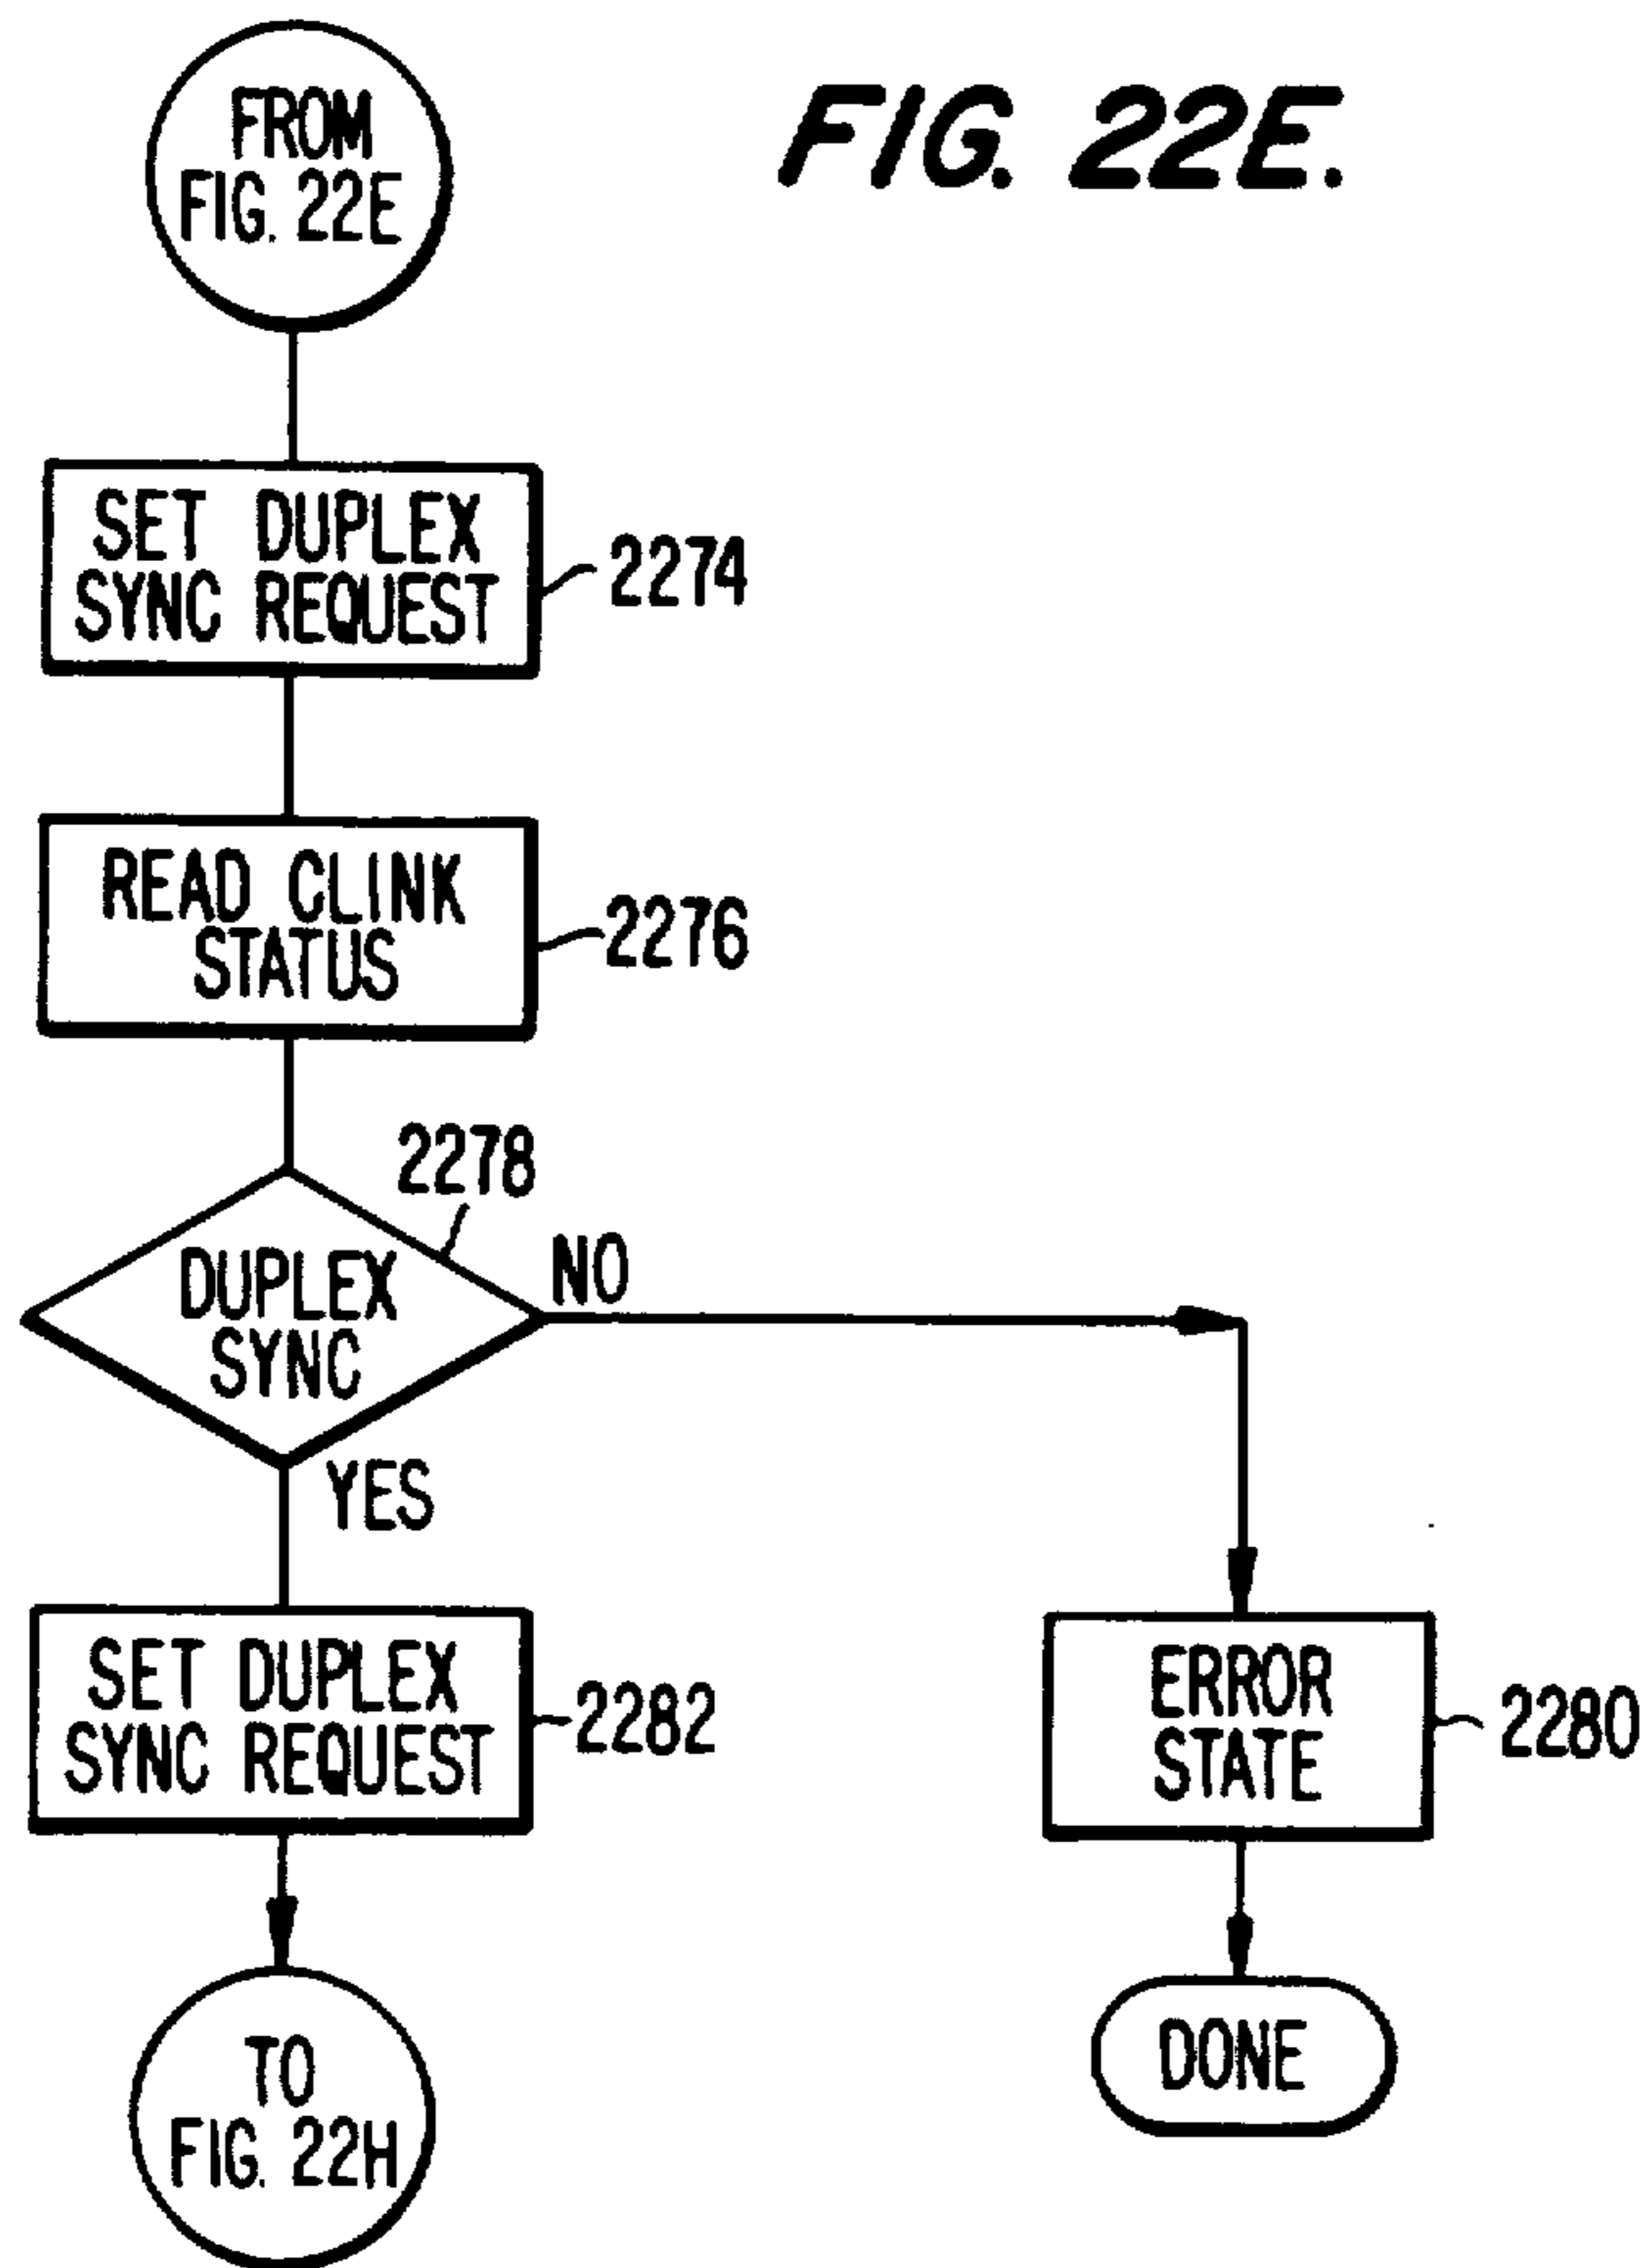 FIG. 22E.
FROM
FIG. 22E
SET DUPLEX
SYNC REQUEST
2274
READ CLINK
STATUS
2276
2278
DUPLEX
SYNC
NO
YES
SET DUPLEX
SYNC REQUEST
2282
ERROR
STATE
2280
TO
FIG. 22H
DONE